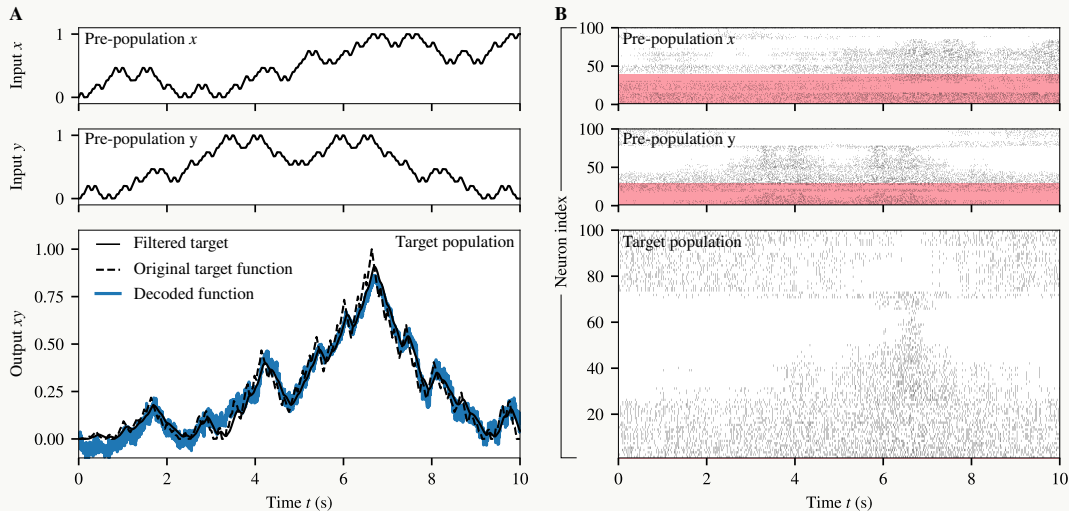 A
Input x
1
0
Pre-population x
Input y
1
0
Pre-population y
Output xy
1.00
0.75
0.50
0.25
0.00
Filtered target
Original target function
Decoded function
Target population
0 2 4 6 8 10
Time t (s)
B
Neuron index
100
50
0
Pre-population x
100
50
0
Pre-population y
100
80
60
40
20
Target population
0 2 4 6 8 10
Time t (s)